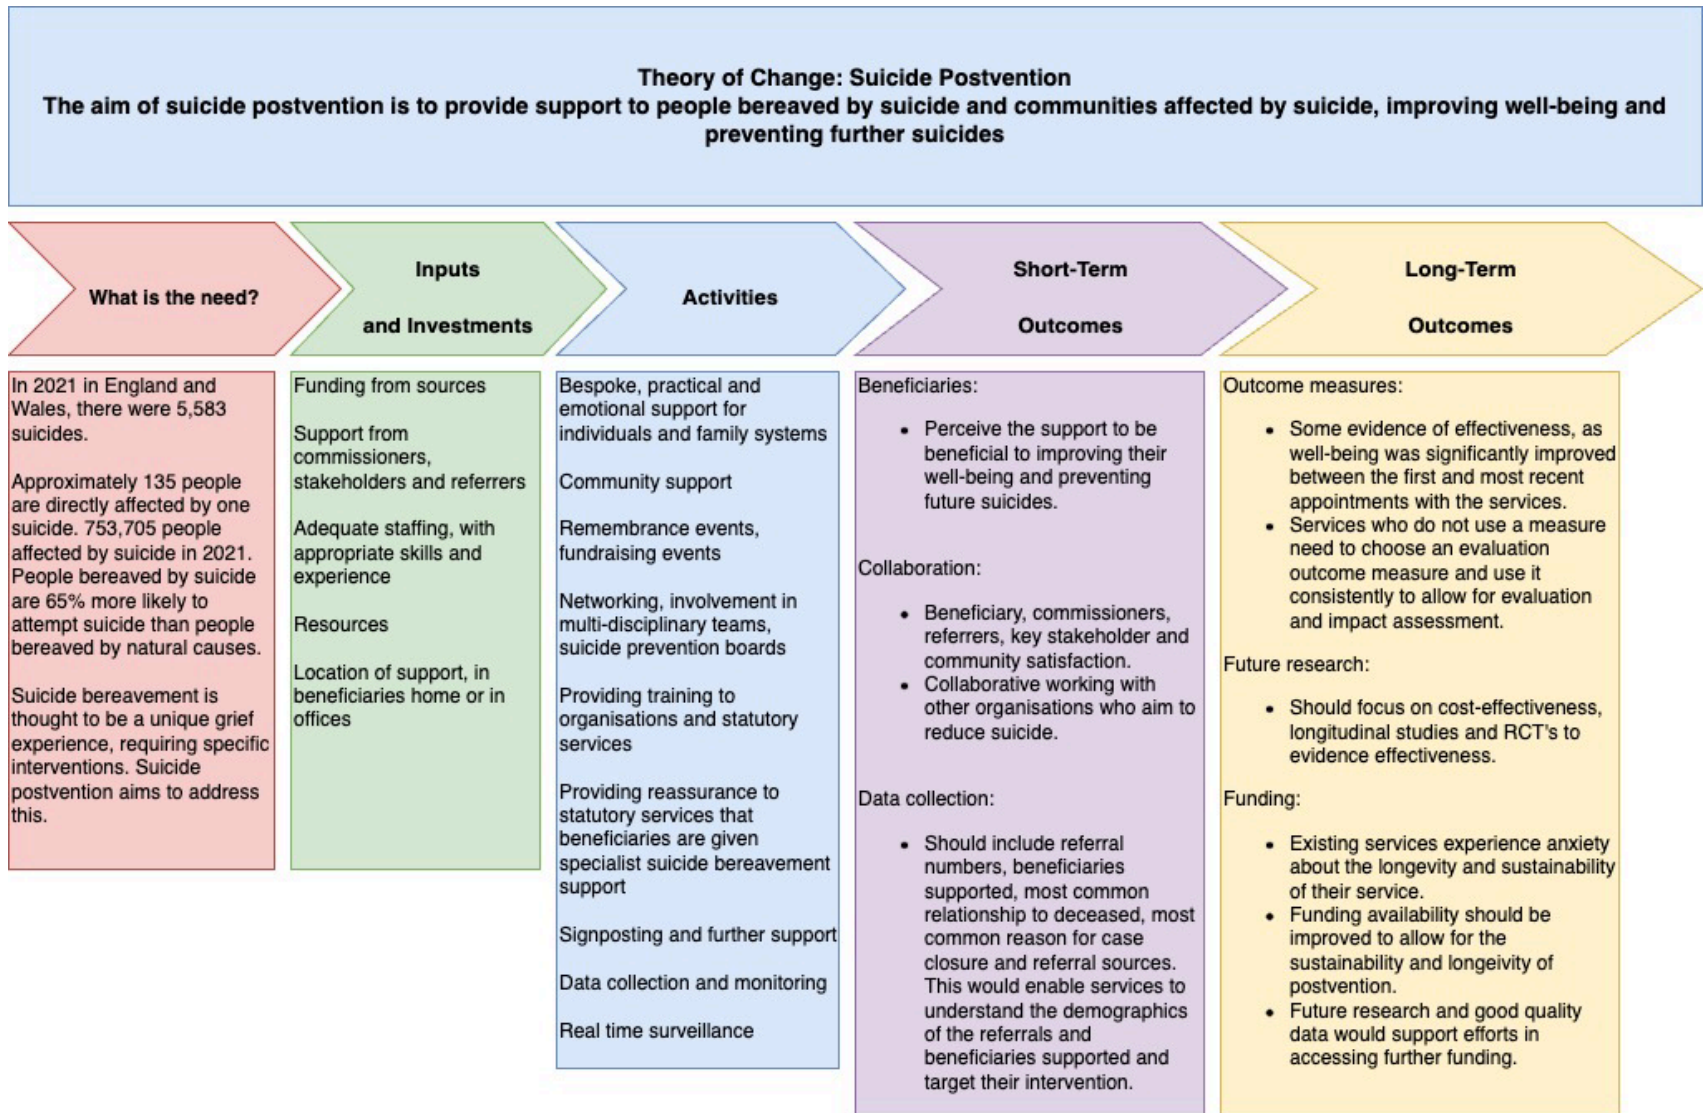 Theory of Change: Suicide Postvention
The aim of suicide postvention is to provide support to people bereaved by suicide and communities affected by suicide, improving well-being and
preventing further suicides
What is the need?
Inputs
and Investments
Activities
Short-Term
Outcomes
Long-Term
Outcomes
In 2021 in England and
Wales, there were 5,583
suicides.
Approximately 135 people
are directly affected by one
suicide. 753,705 people
affected by suicide in 2021.
People bereaved by suicide
are 65% more likely to
attempt suicide than people
bereaved by natural causes.
Suicide bereavement is
thought to be a unique grief
experience, requiring specific
interventions. Suicide
postvention aims to address
this.
Funding from sources
Support from
commissioners,
stakeholders and referrers
Adequate staffing, with
appropriate skills and
experience
Resources
Location of support, in
beneficiaries home or in
offices
Bespoke, practical and
emotional support for
individuals and family systems
Community support
Remembrance events,
fundraising events
Networking, involvement in
multi-disciplinary teams,
suicide prevention boards
Providing training to
organisations and statutory
services
Providing reassurance to
statutory services that
beneficiaries are given
specialist suicide bereavement
support
Signposting and further support
Data collection and monitoring
Real time surveillance
Beneficiaries:
• Perceive the support to be
beneficial to improving their
well-being and preventing
future suicides.
Collaboration:
• Beneficiary, commissioners,
referrers, key stakeholder and
community satisfaction.
• Collaborative working with
other organisations who aim to
reduce suicide.
Data collection:
• Should include referral
numbers, beneficiaries
supported, most common
relationship to deceased, most
common reason for case
closure and referral sources.
This would enable services to
understand the demographics
of the referrals and
beneficiaries supported and
target their intervention.
Outcome measures:
• Some evidence of effectiveness, as
well-being was significantly improved
between the first and most recent
appointments with the services.
• Services who do not use a measure
need to choose an evaluation
outcome measure and use it
consistently to allow for evaluation
and impact assessment.
Future research:
• Should focus on cost-effectiveness,
longitudinal studies and RCT's to
evidence effectiveness.
Funding:
• Existing services experience anxiety
about the longevity and sustainability
of their service.
• Funding availability should be
improved to allow for the
sustainability and longeivity of
postvention.
• Future research and good quality
data would support efforts in
accessing further funding.